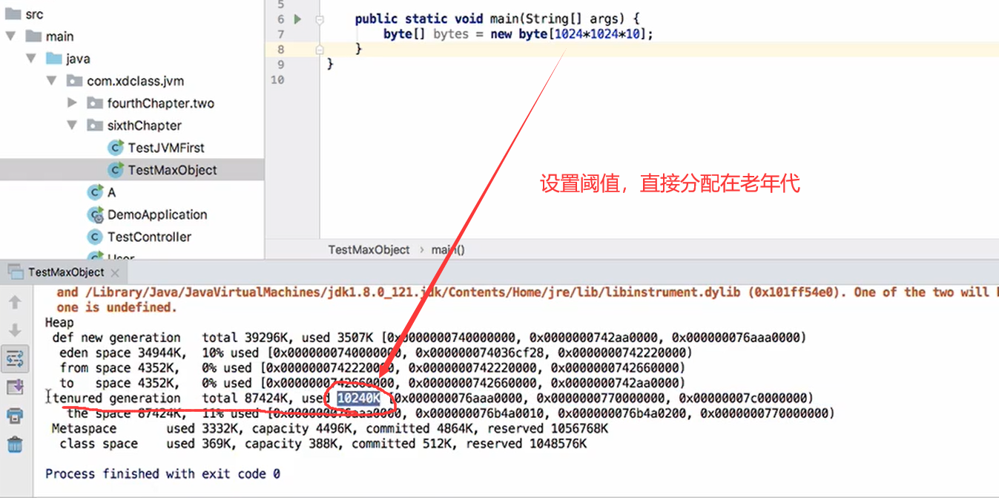 src
main
java
com.xdclass.jvm
fourthChapter.two
sixthChapter
TestJVMFirst
TestMaxObject
A
DemoApplication
TestController
User
5
6 public static void main(String[] args) {
7 byte[] bytes = new byte[1024*1024*10];
8 }
9 }
10
设置阈值，直接分配在老年代
TestMaxObject › main()
TestMaxObject ×
and /Library/Java/JavaVirtualMachines/jdk1.8.0_121.jdk/Contents/Home/jre/lib/libinstrument.dylib (0x101ff54e0). One of the two will
one is undefined.
Heap
def new generation total 39296K, used 3507K [0x0000000740000000, 0x0000000742aa0000, 0x000000076aaa0000)
eden space 34944K, 10% used [0x0000000740000000, 0x000000074036cf28, 0x0000000742220000)
from space 4352K, 0% used [0x0000000742220000, 0x0000000742220000, 0x0000000742660000)
to space 4352K, 0% used [0x0000000742660000, 0x0000000742660000, 0x0000000742aa0000)
tenured generation total 87424K, used 10240K [0x000000076aaa0000, 0x0000000770000000, 0x00000007c0000000)
the space 87424K, 11% used [0x000000076aaa0000, 0x000000076b4a0010, 0x000000076b4a0200, 0x0000000770000000)
Metaspace used 3332K, capacity 4496K, committed 4864K, reserved 1056768K
class space used 369K, capacity 388K, committed 512K, reserved 1048576K
Process finished with exit code 0